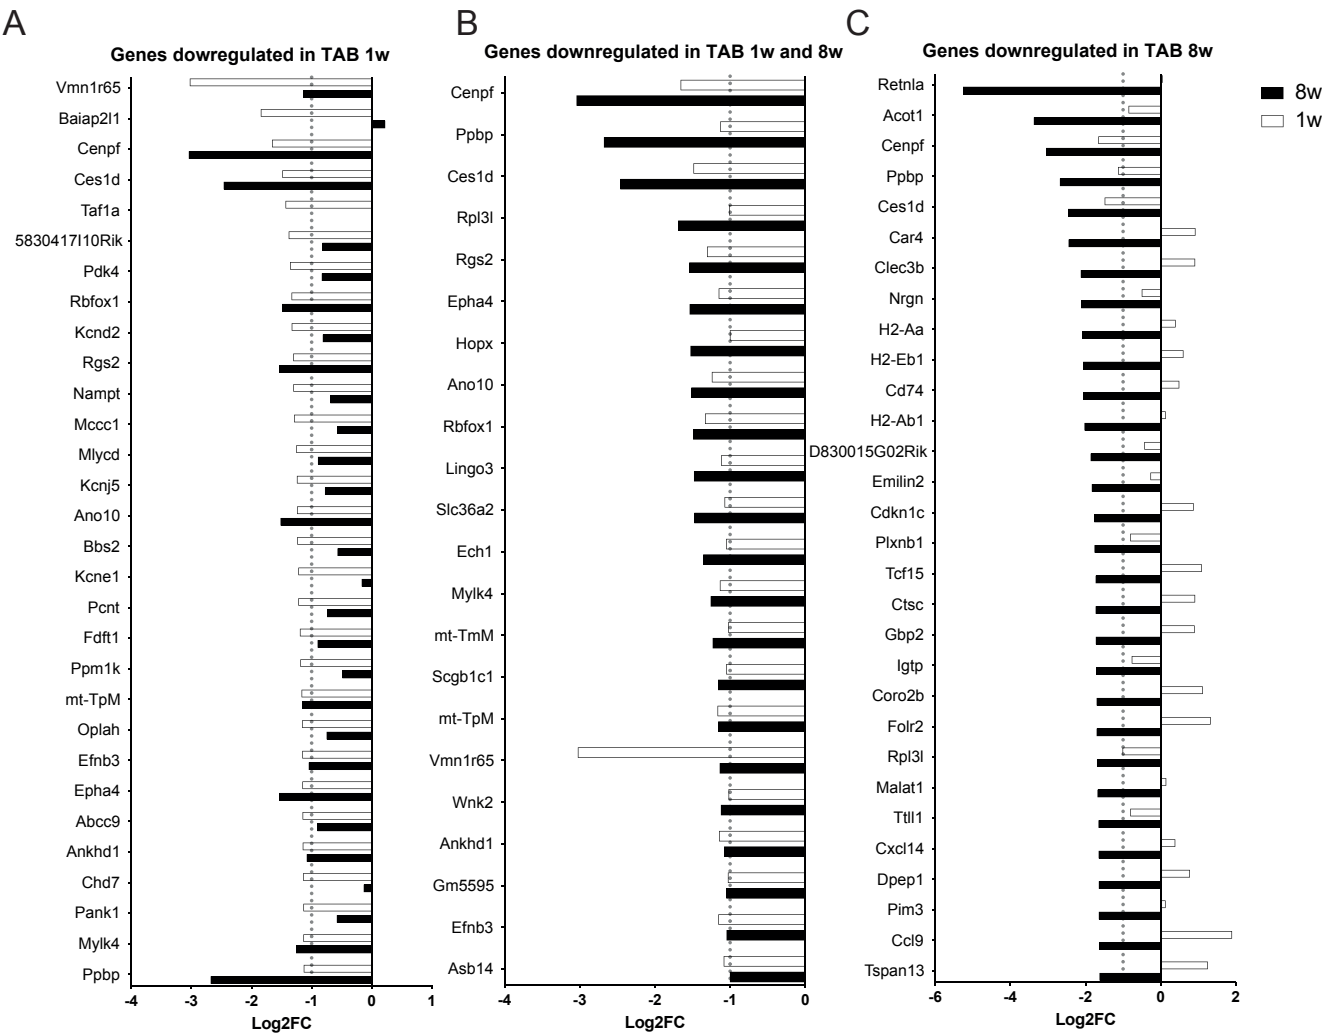 A
Genes dowregulated in TAB 1w
Vmn1r65
Baiap2l1
Cenpf
Ces1d
Taf1a
5830417I10Rik
Pdk4
Rbfox1
Kcnd2
Rgs2
Nampt
Mccc1
Mlycd
Kcnj5
Ano10
Bbs2
Kcne1
Pcnt
Fdft1
Ppm1k
mt-TpM
Oplah
Efnb3
Epha4
Abcc9
Ankhd1
Chd7
Pank1
Mylk4
Ppbp
-4 -3 -2 -1 0 1
Log2FC
B
Genes downregulated in TAB 1w and 8w
Cenpf
Ppbp
Ces1d
Rpl3l
Rgs2
Epha4
Hopx
Ano10
Rbfox1
Lingo3
Slc36a2
Ech1
Mylk4
mt-TmM
Scgb1c1
mt-TpM
Vmn1r65
Wnk2
Ankhd1
Gm5595
Efnb3
Asb14
-4 -3 -2 -1 0
Log2FC
C
Genes downregulated in TAB 8w
Retnla
Acot1
Cenpf
Ppbp
Ces1d
Car4
Clec3b
Nrgn
H2-Aa
H2-Eb1
Cd74
H2-Ab1
D830015G02Rik
Emilin2
Cdkn1c
Plxnb1
Tcf15
Ctsc
Gbp2
Igtp
Coro2b
Folr2
Rpl3l
Malat1
Ttll1
Cxcl14
Dpep1
Pim3
Ccl9
Tspan13
-6 -4 -2 0 2
Log2FC
8w
1w